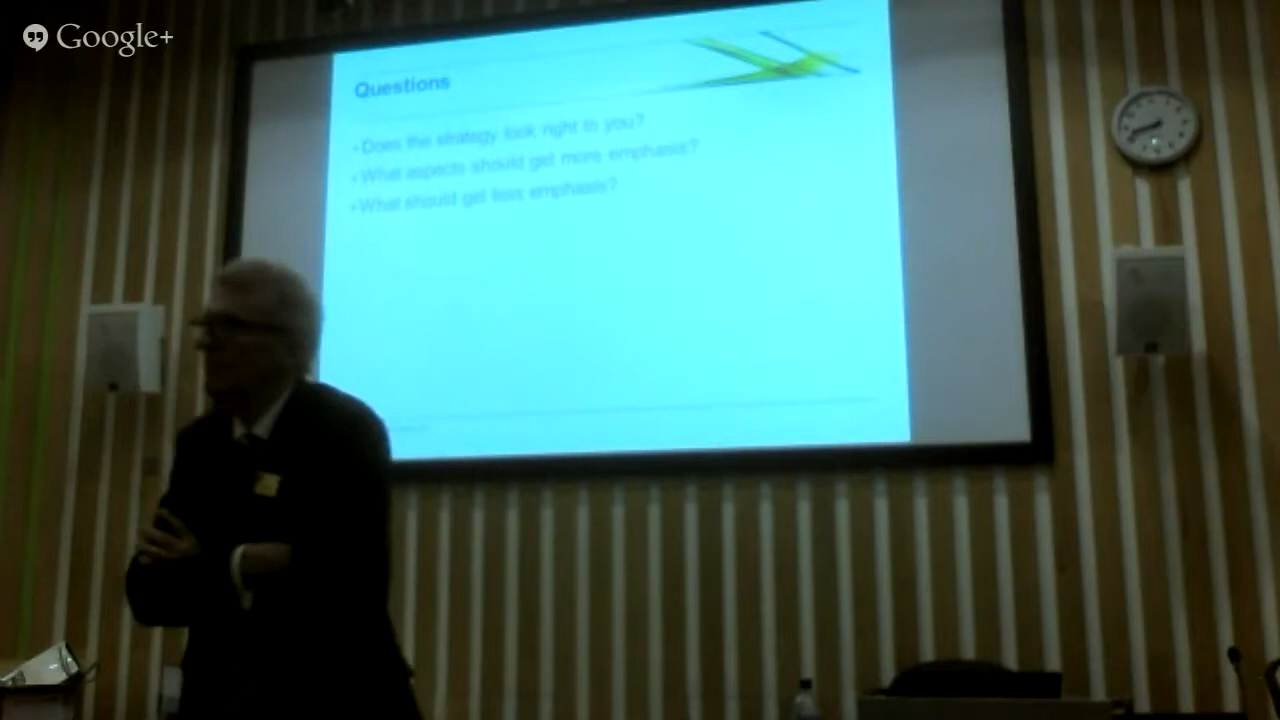 Google+
Questions
• Does the strategy look right to you?
• What aspects should get more emphasis?
• What should get less emphasis?